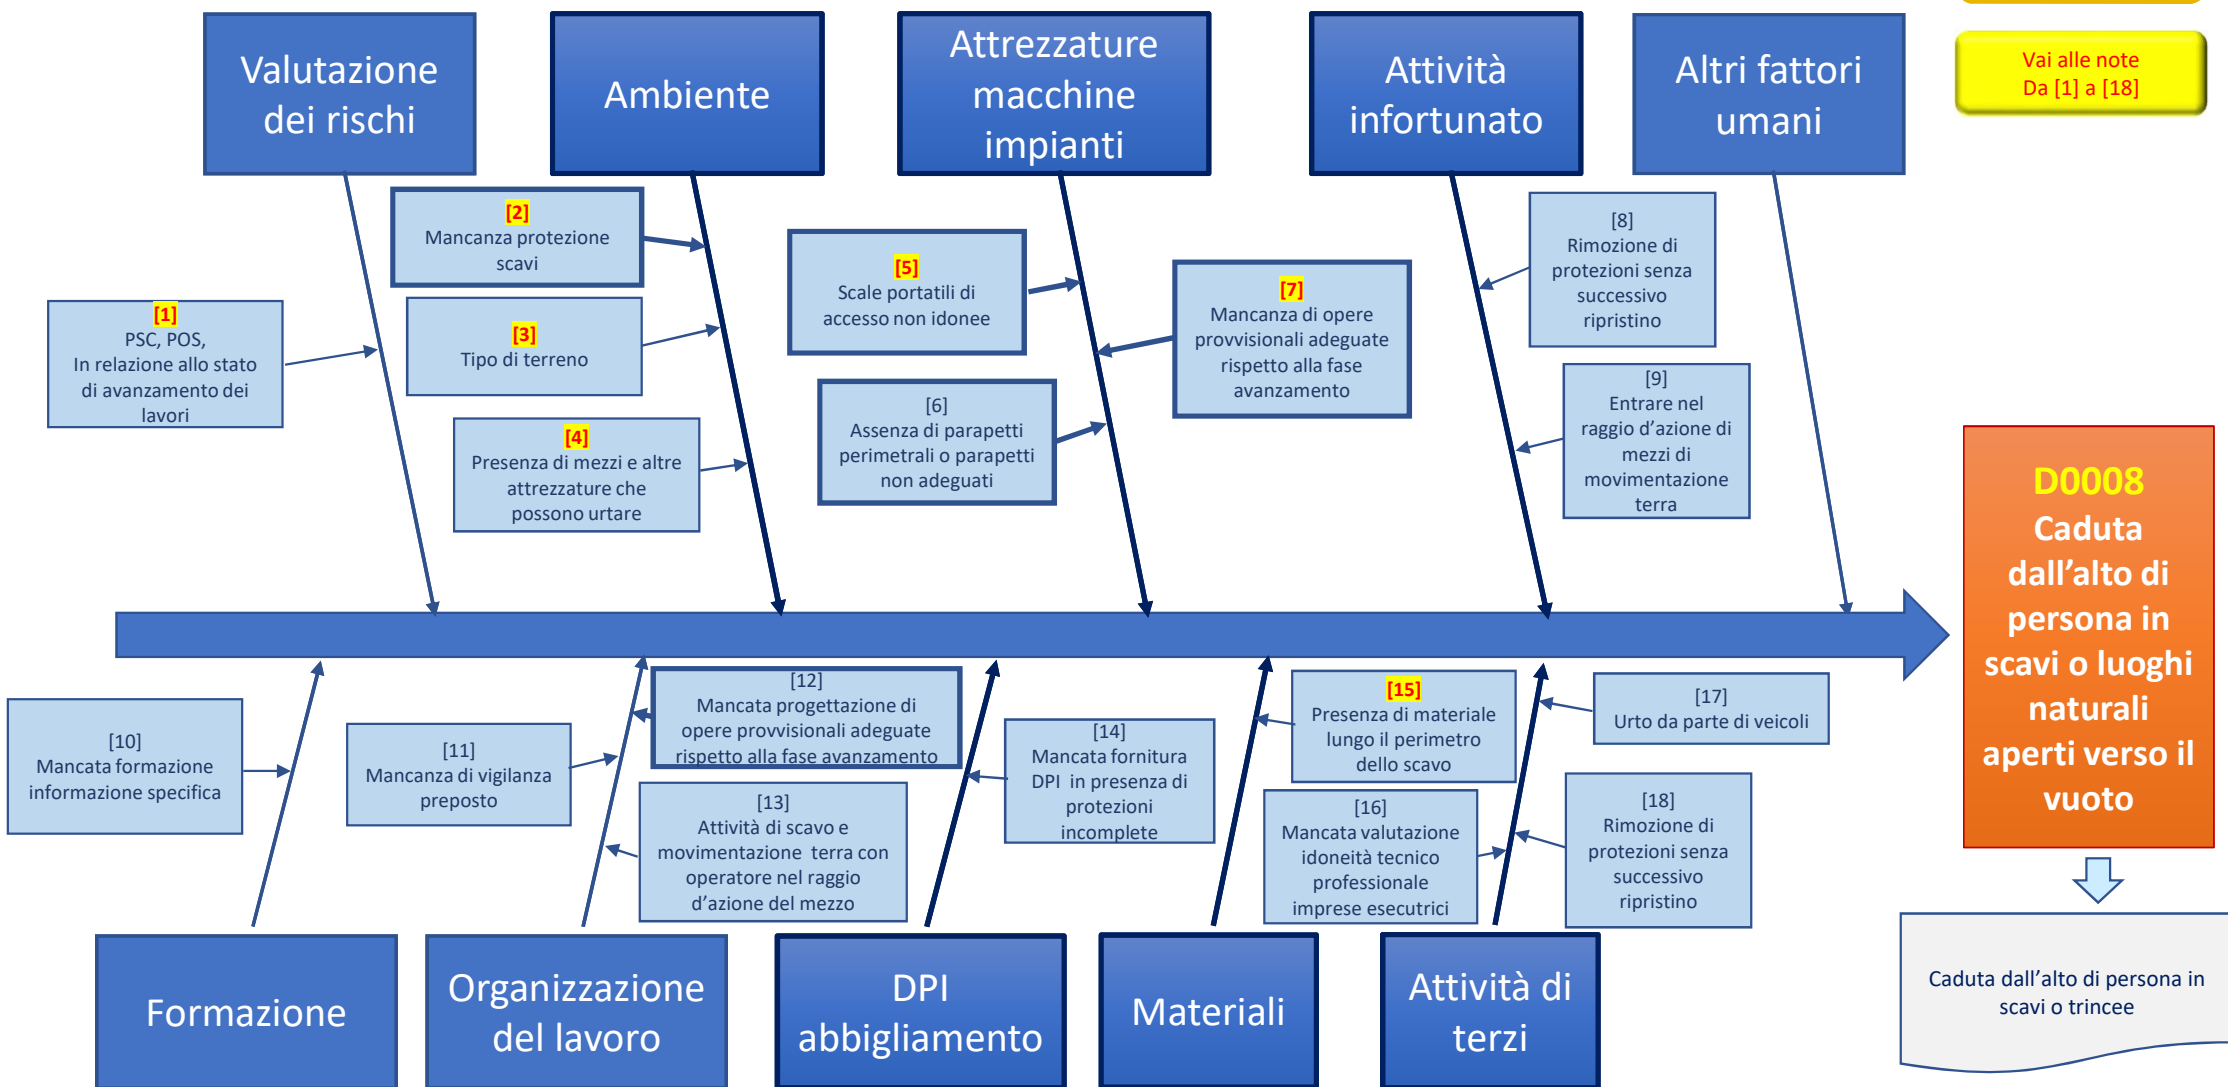 Valutazione
dei rischi
Ambiente
Attrezzature
macchine
impianti
Attività
infortunato
Altri fattori
umani
Vai alle note
Da [1] a [18]
[1]
PSC, POS,
In relazione allo stato
di avanzamento dei
lavori
[2]
Mancanza protezione
scavi
[3]
Tipo di terreno
[4]
Presenza di mezzi e altre
attrezzature che
possono urtare
[5]
Scale portatili di
accesso non idonee
[6]
Assenza di parapetti
perimetrali o parapetti
non adeguati
[7]
Mancanza di opere
provvisionali adeguate
rispetto alla fase
avanzamento
[8]
Rimozione di
protezioni senza
successivo
ripristino
[9]
Entrare nel
raggio d’azione di
mezzi di
movimentazione
terra
D0008
Caduta
dall’alto di
persona in
scavi o luoghi
naturali
aperti verso il
vuoto
[10]
Mancata formazione
informazione specifica
[11]
Mancanza di vigilanza
preposto
[12]
Mancata progettazione di
opere provvisionali adeguate
rispetto alla fase avanzamento
[13]
Attività di scavo e
movimentazione terra con
operatore nel raggio
d’azione del mezzo
[14]
Mancata fornitura
DPI in presenza di
protezioni
incomplete
[15]
Presenza di materiale
lungo il perimetro
dello scavo
[16]
Mancata valutazione
idoneità tecnico
professionale
imprese esecutrici
[17]
Urto da parte di veicoli
[18]
Rimozione di
protezioni senza
successivo
ripristino
Formazione
Organizzazione
del lavoro
DPI
abbigliamento
Materiali
Attività di
terzi
Caduta dall’alto di persona in
scavi o trincee